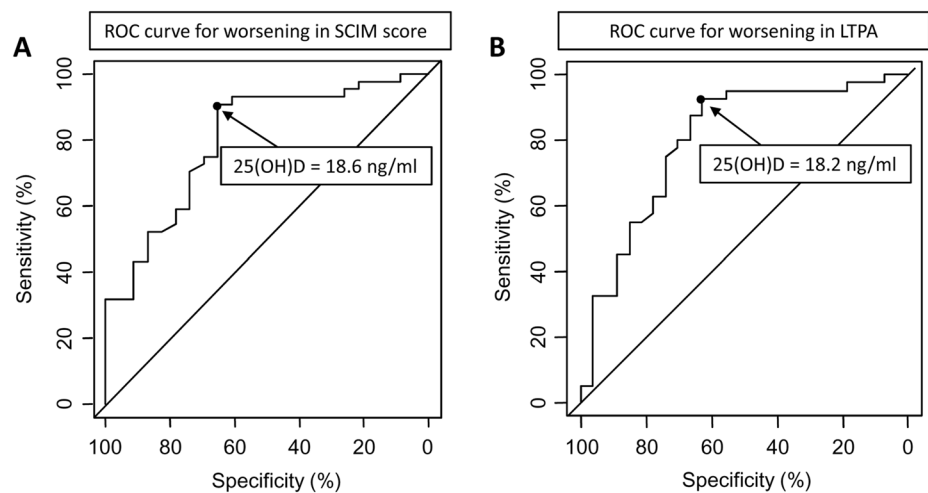 A
ROC curve for worsening in SCIM score
Sensitivity (%)
100
80
60
40
20
0
25(OH)D = 18.6 ng/ml
100 80 60 40 20 0
Specificity (%)
B
ROC curve for worsening in LTPA
Sensitivity (%)
100
80
60
40
20
0
25(OH)D = 18.2 ng/ml
100 80 60 40 20 0
Specificity (%)